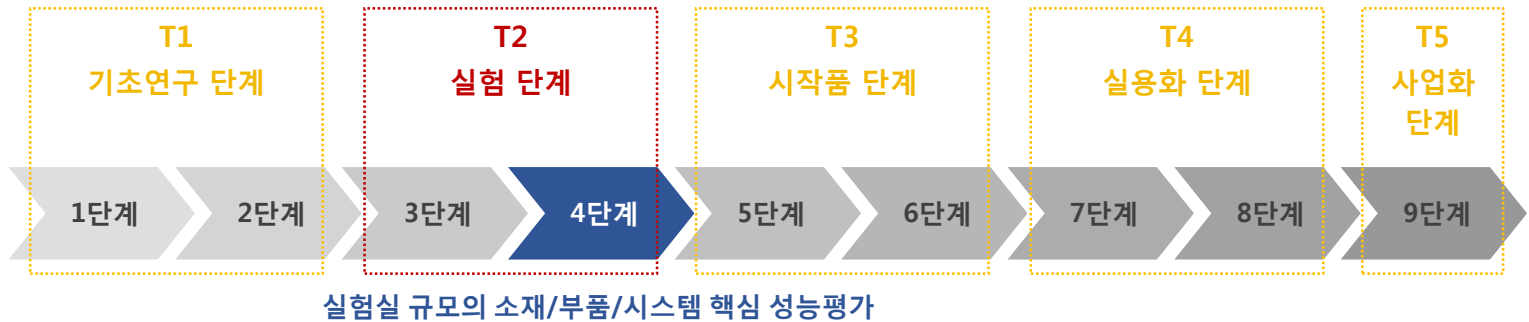 T1
기초연구 단계
T2
실험 단계
T3
시작품 단계
T4
실용화 단계
T5
사업화
단계
1단계
2단계
3단계
4단계
5단계
6단계
7단계
8단계
9단계
실험실 규모의 소재/부품/시스템 핵심 성능평가